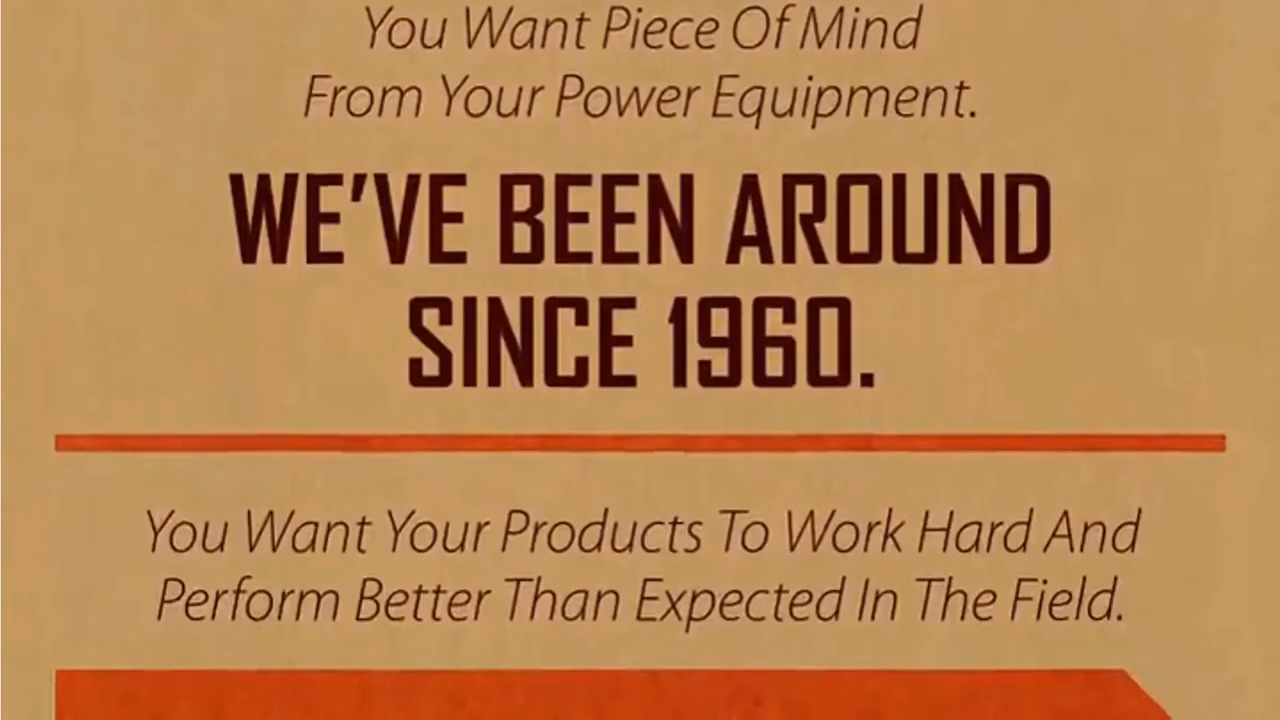 You Want Piece Of Mind
From Your Power Equipment.
WE'VE BEEN AROUND
SINCE 1960.
You Want Your Products To Work Hard And
Perform Better Than Expected In The Field.